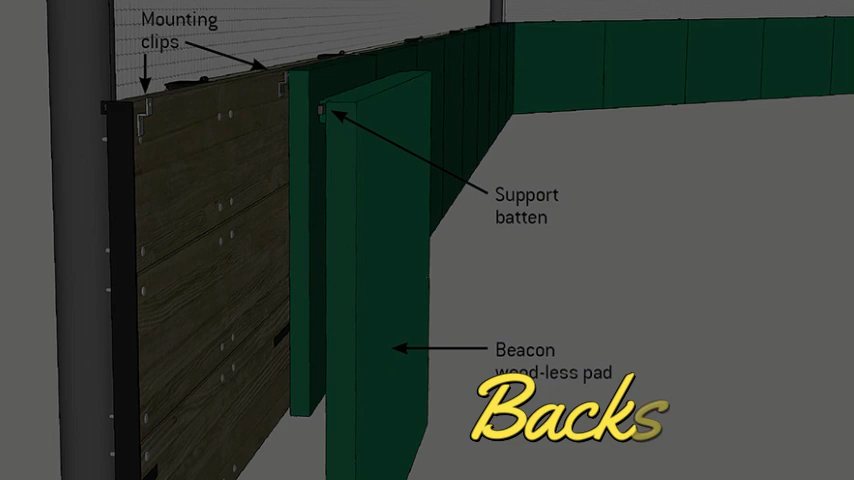 Mounting
clips
Support
batten
Beacon
wood-less pad
Backs